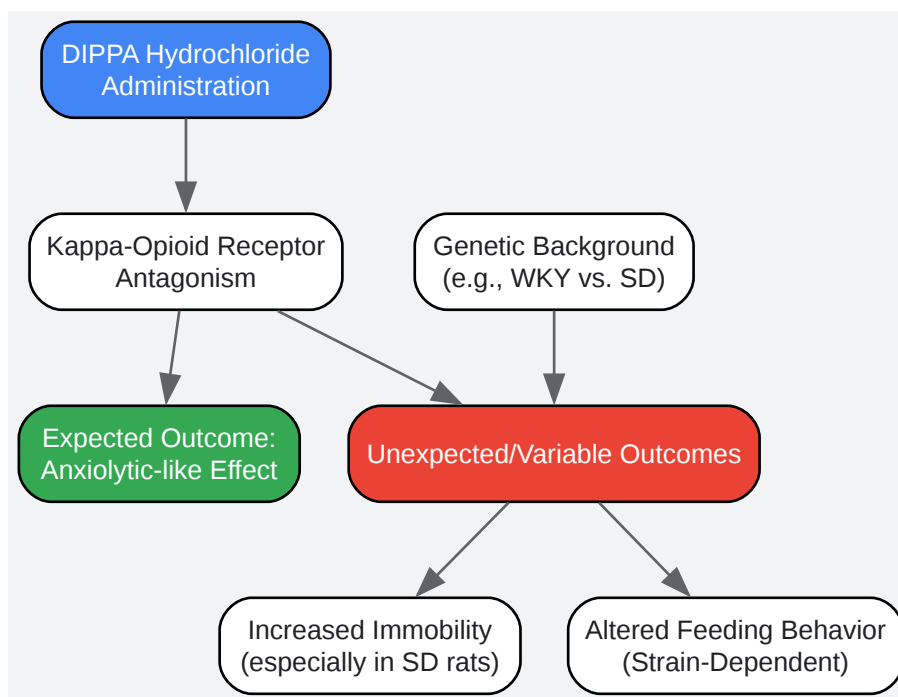 DIPPA Hydrochloride
Administration
Kappa-Opioid Receptor
Antagonism
Genetic Background
(e.g., WKY vs. SD)
Expected Outcome:
Anxiolytic-like Effect
Unexpected/Variable Outcomes
Increased Immobility
(especially in SD rats)
Altered Feeding Behavior
(Strain-Dependent)